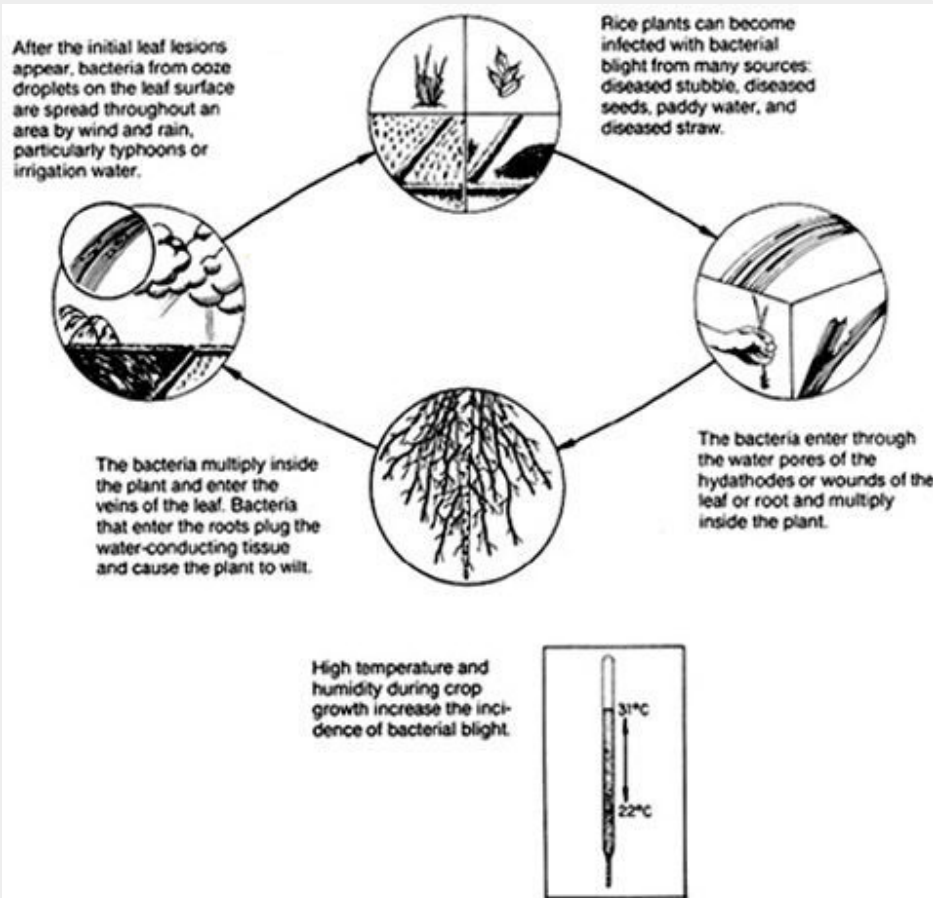 After the initial leaf lesions
appear, bacteria from ooze
droplets on the leaf surface
are spread throughout an
area by wind and rain,
particularly typhoons or
irrigation water.
Rice plants can become
infected with bacterial
blight from many sources:
diseased stubble, diseased
seeds, paddy water, and
diseased straw.
The bacteria enter through
the water pores of the
hydathodes or wounds of the
leaf or root and multiply
inside the plant.
The bacteria multiply inside
the plant and enter the
veins of the leaf. Bacteria
that enter the roots plug the
water-conducting tissue
and cause the plant to wilt.
High temperature and
humidity during crop
growth increase the inci-
dence of bacterial blight.
31°C
22°C